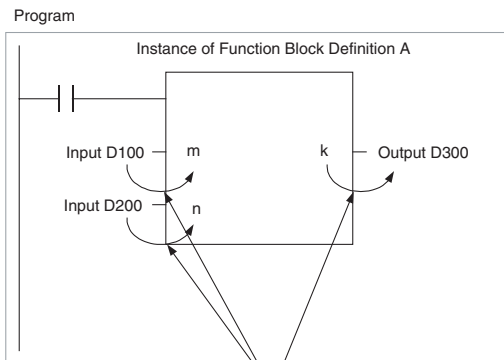 Program
Instance of Function Block Definition A
Input D100 m k Output D300
Input D200 n